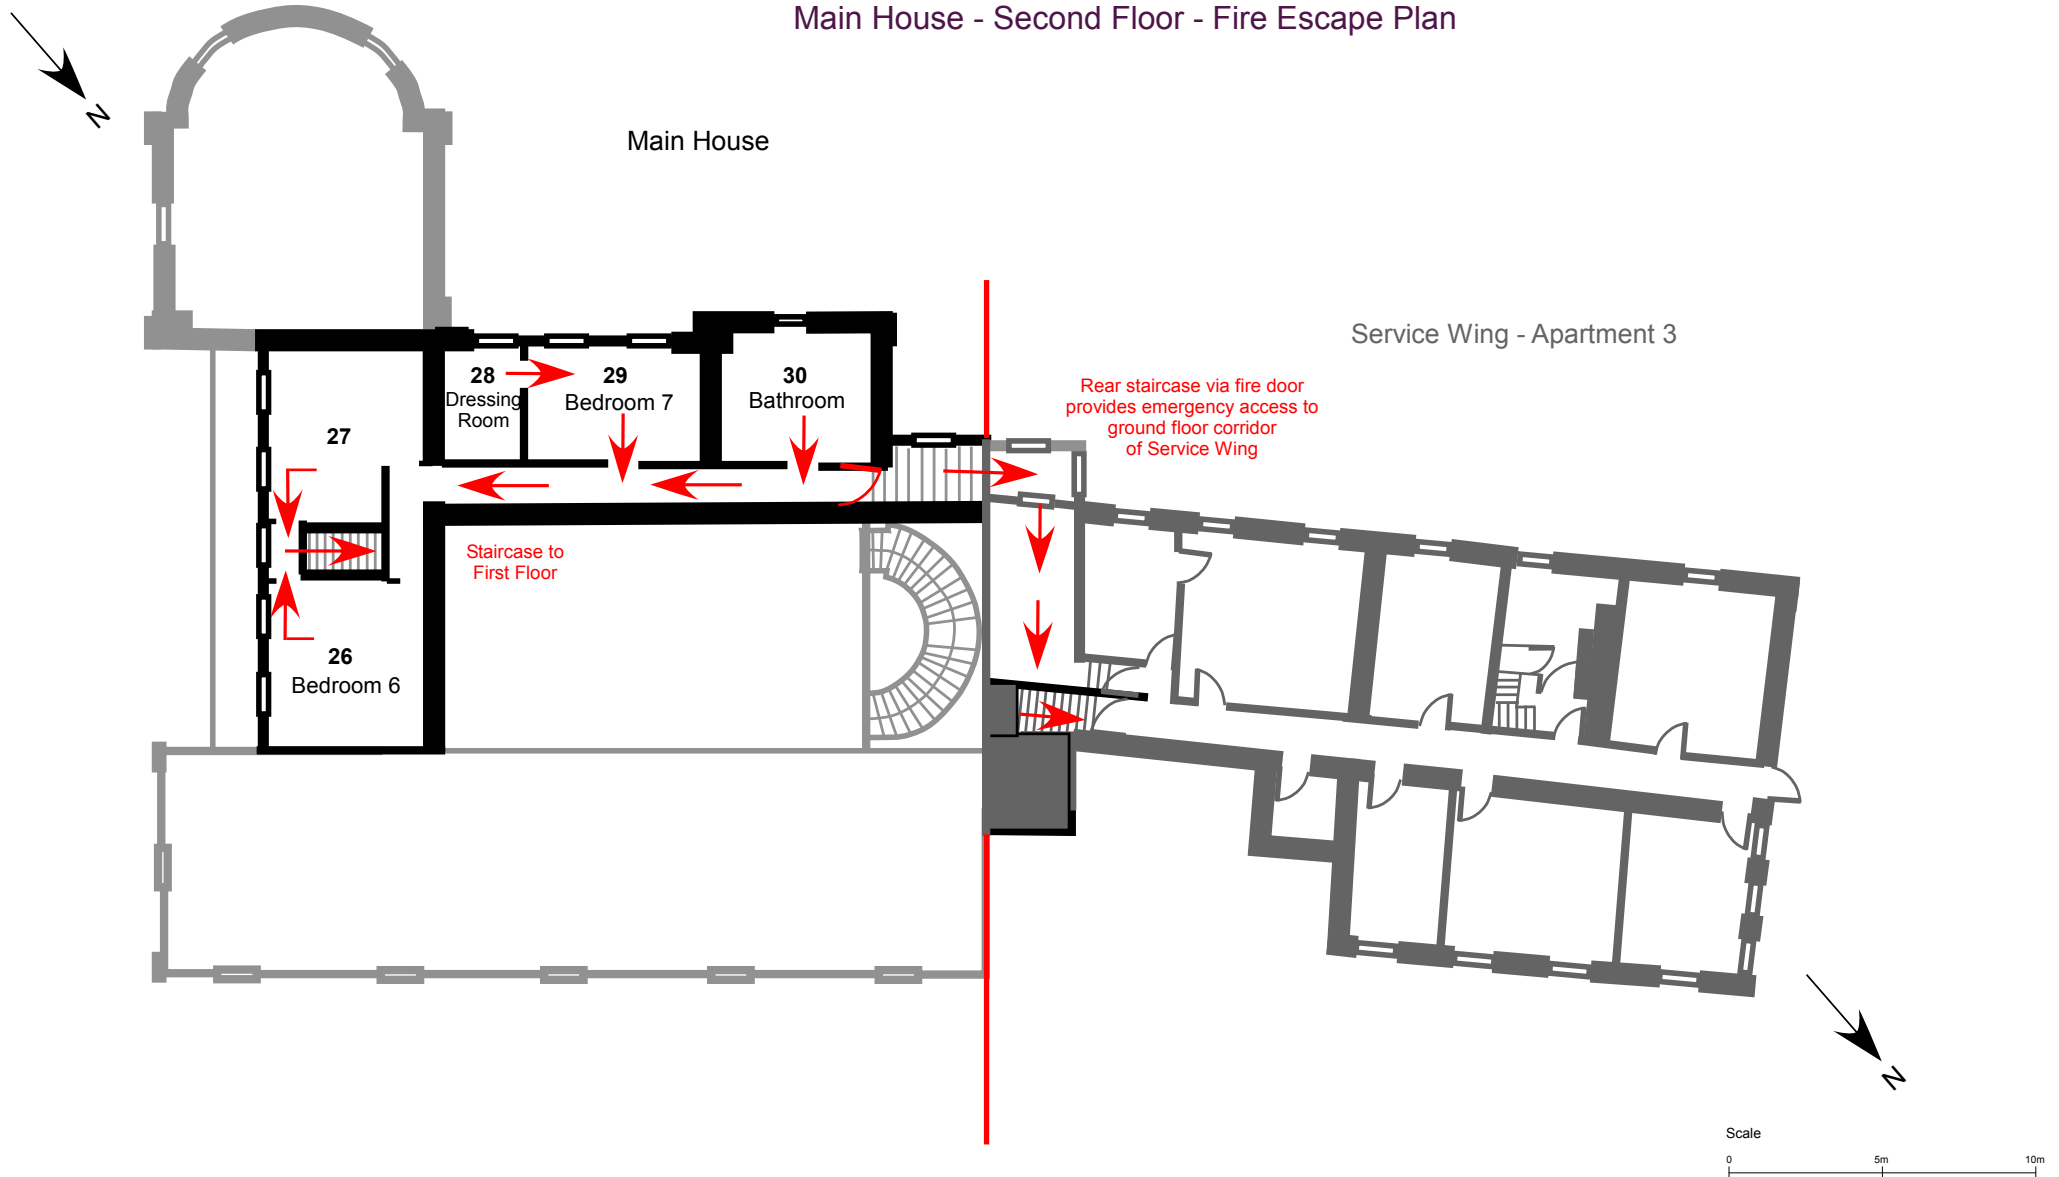 Main House - Second Floor - Fire Escape Plan
N
Main House
Service Wing - Apartment 3
28
Dressing
Room
29
Bedroom 7
30
Bathroom
Rear staircase via fire door
provides emergency access to
ground floor corridor
of Service Wing
27
Staircase to
First Floor
26
Bedroom 6
N
Scale
0 5m 10m